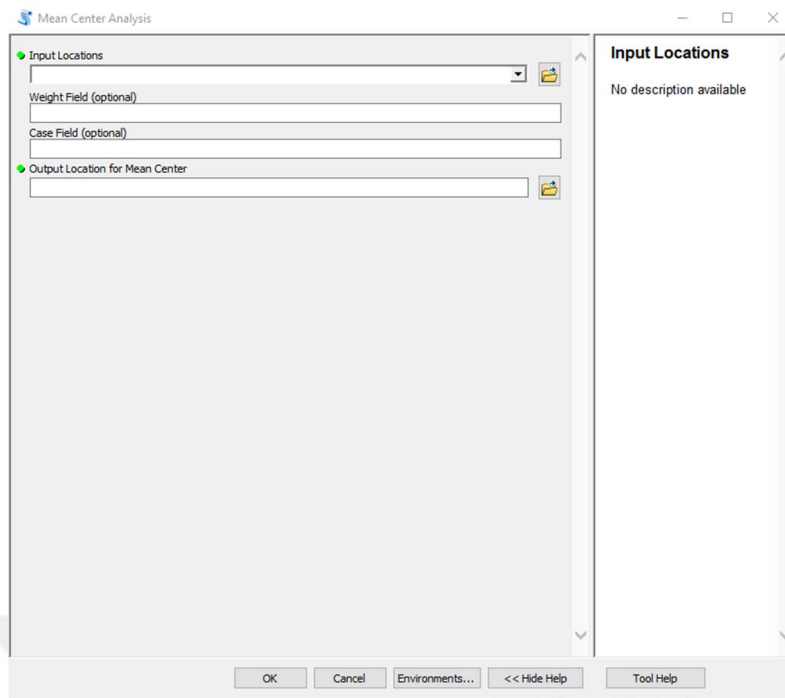 Mean Center Analysis
Input Locations
Weight Field (optional)
Case Field (optional)
Output Location for Mean Center
Input Locations
No description available
OK
Cancel
Environments...
<< Hide Help
Tool Help